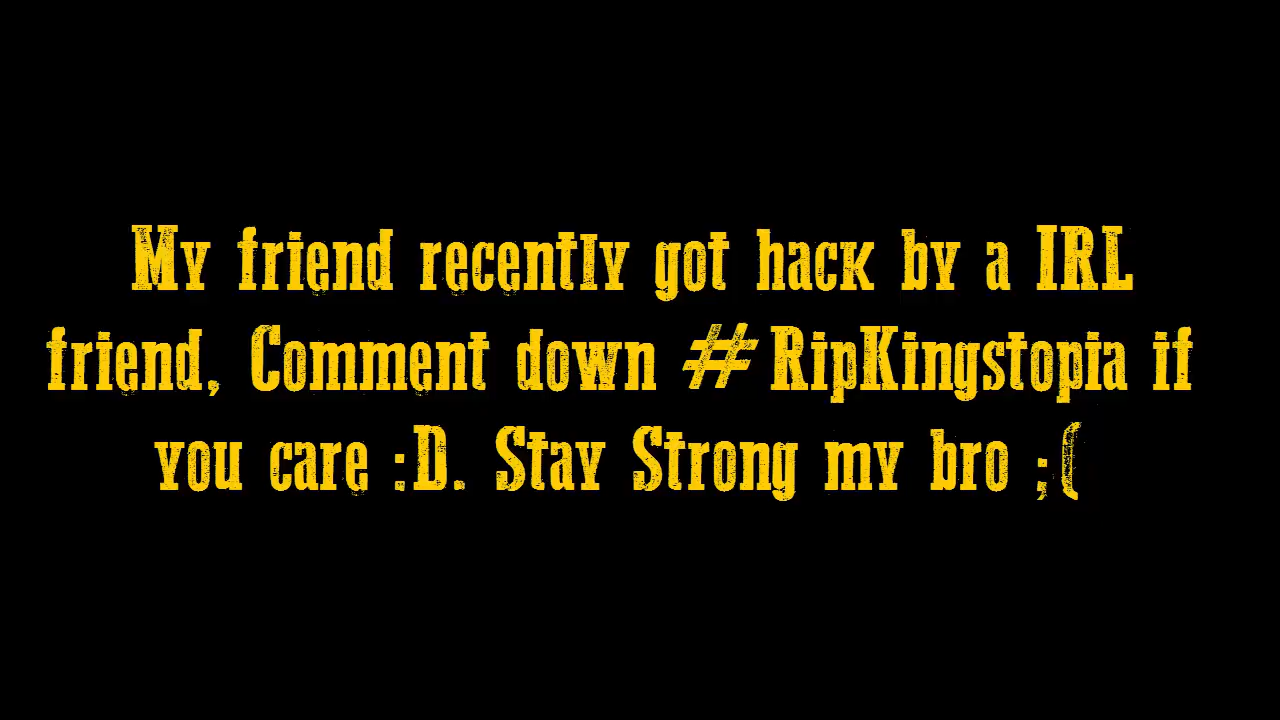 My friend recently got hack by a IRL
friend, Comment down #RipKingstopia if
you care :D. Stay Strong my bro ;(